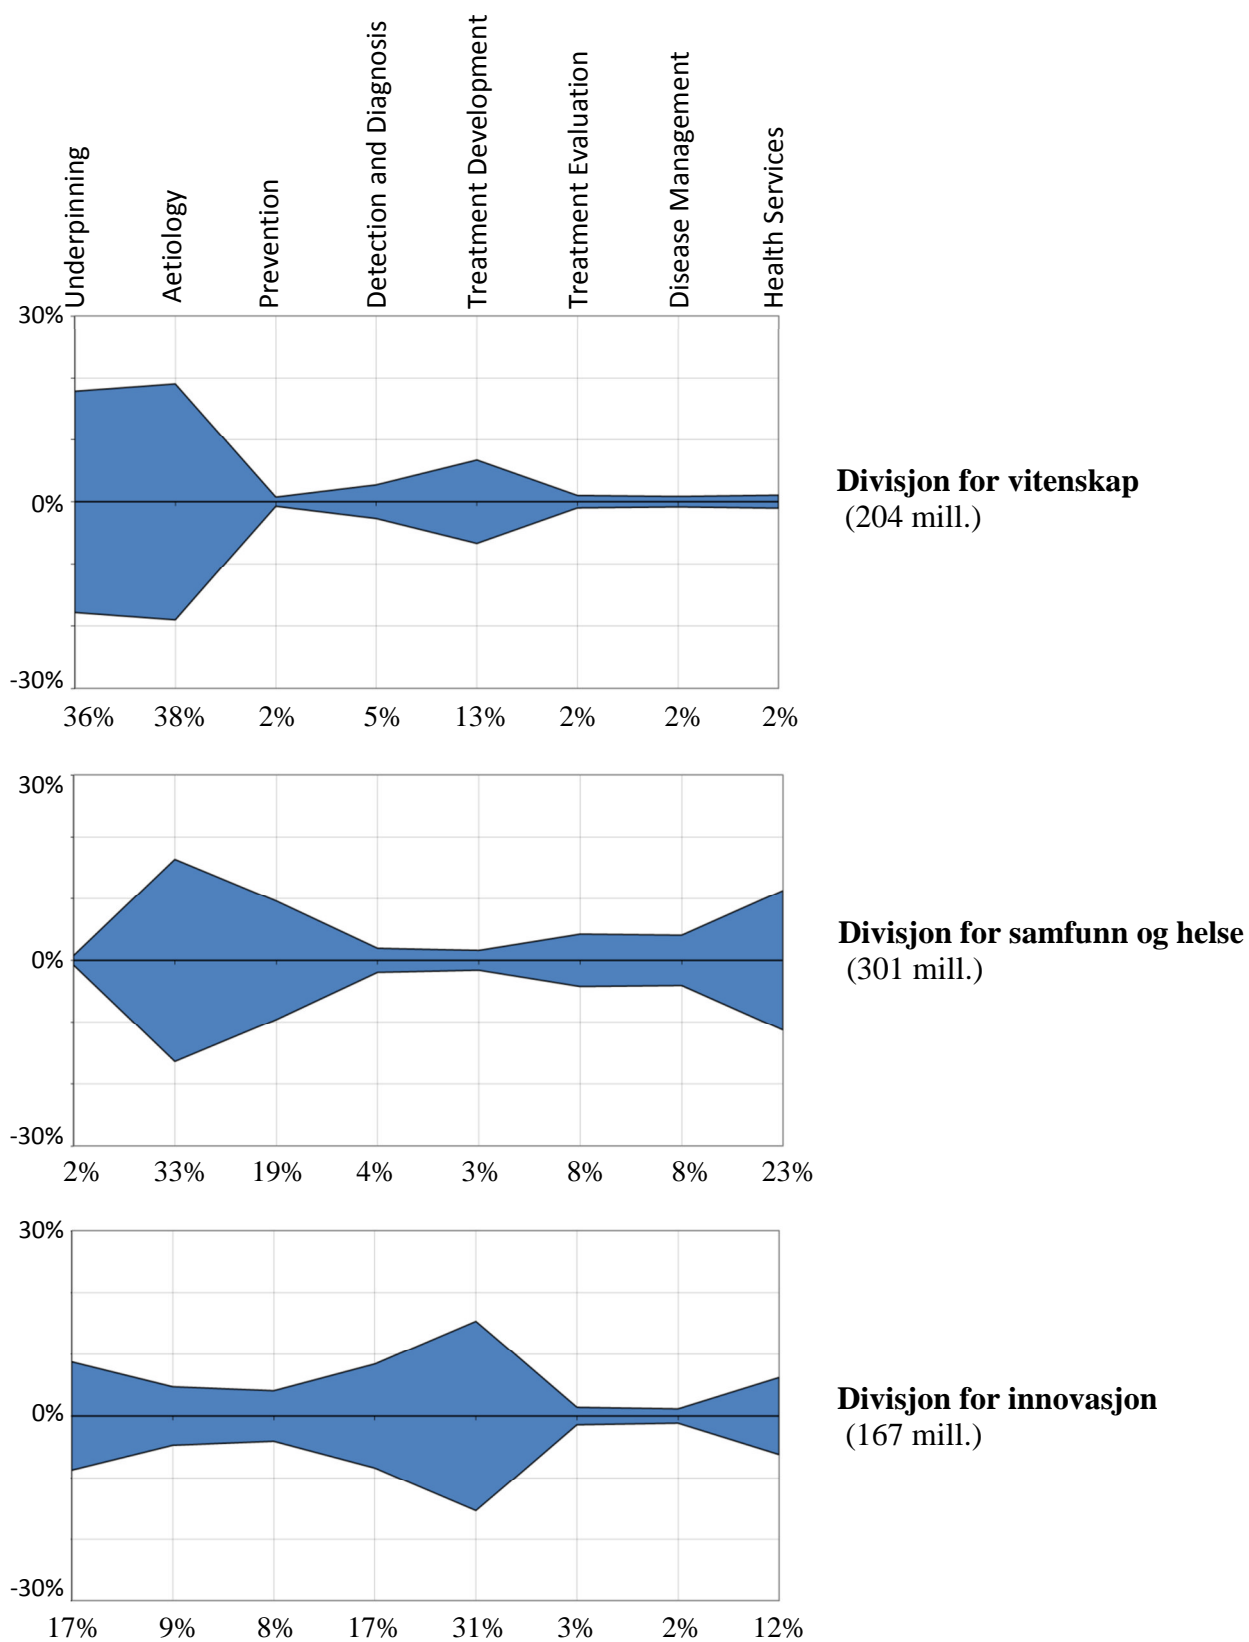 Underpinning
Aetiology
Prevention
Detection and Diagnosis
Treatment Development
Treatment Evaluation
Disease Management
Health Services
30%
0%
-30%
36% 38% 2% 5% 13% 2% 2% 2%
Divisjon for vitenskap
(204 mill.)
30%
0%
-30%
2% 33% 19% 4% 3% 8% 8% 23%
Divisjon for samfunn og helse
(301 mill.)
30%
0%
-30%
17% 9% 8% 17% 31% 3% 2% 12%
Divisjon for innovasjon
(167 mill.)